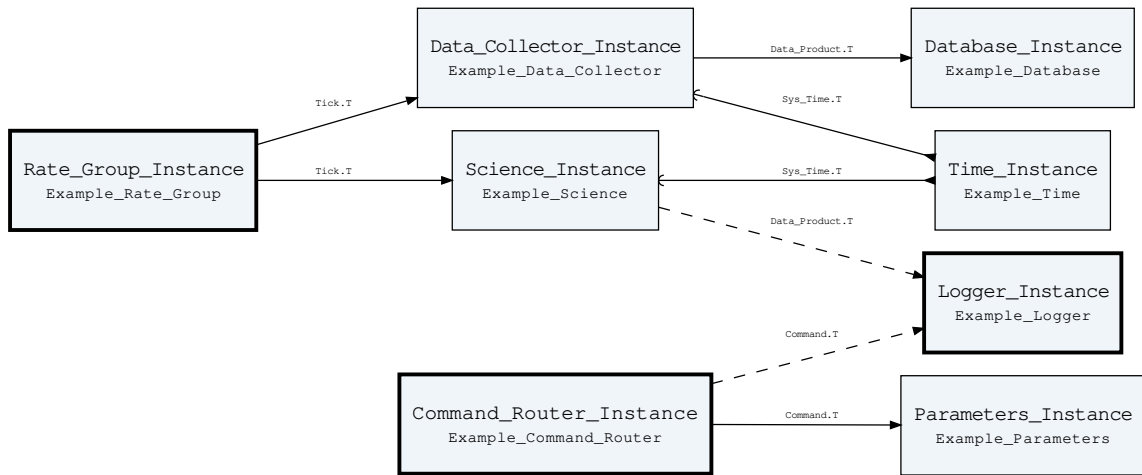 Data_Collector_Instance
Example_Data_Collector
Data_Product.T
Database_Instance
Example_Database
Tick.T
Sys_Time.T
Rate_Group_Instance
Example_Rate_Group
Tick.T
Science_Instance
Example_Science
Sys_Time.T
Time_Instance
Example_Time
Data_Product.T
Logger_Instance
Example_Logger
Command.T
Command_Router_Instance
Example_Command_Router
Command.T
Parameters_Instance
Example_Parameters